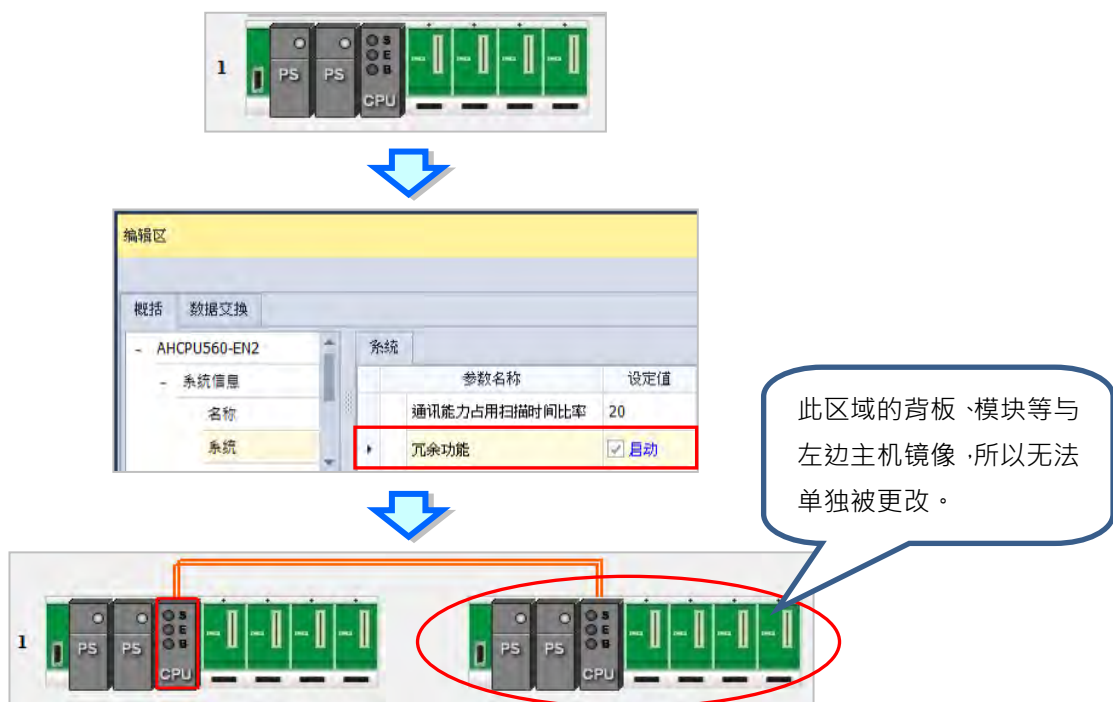 1
PS
PS
S
E
B
CPU
编辑区
概括
数据交换
- AHCPU560-EN2
- 系统信息
名称
系统
系统
参数名称
设定值
通讯能力占用扫描时间比率
20
冗余功能
启动
此区域的背板、模块等与
左边主机镜像,所以无法
单独被更改。
1
PS
PS
S
E
B
CPU
PS
PS
S
E
B
CPU